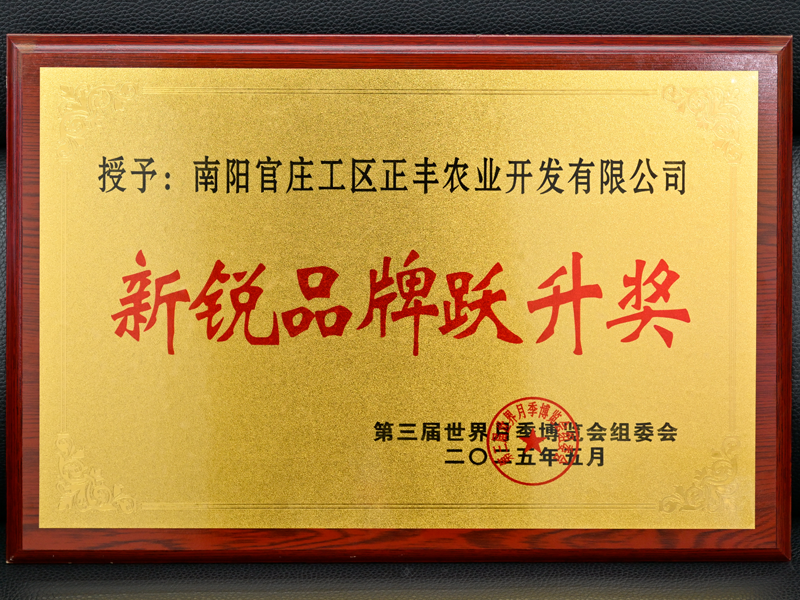 授予：南阳官庄工区正丰农业开发有限公司
新锐品牌跃升奖
第三届世界月季博览会组委会
二〇二五年五月